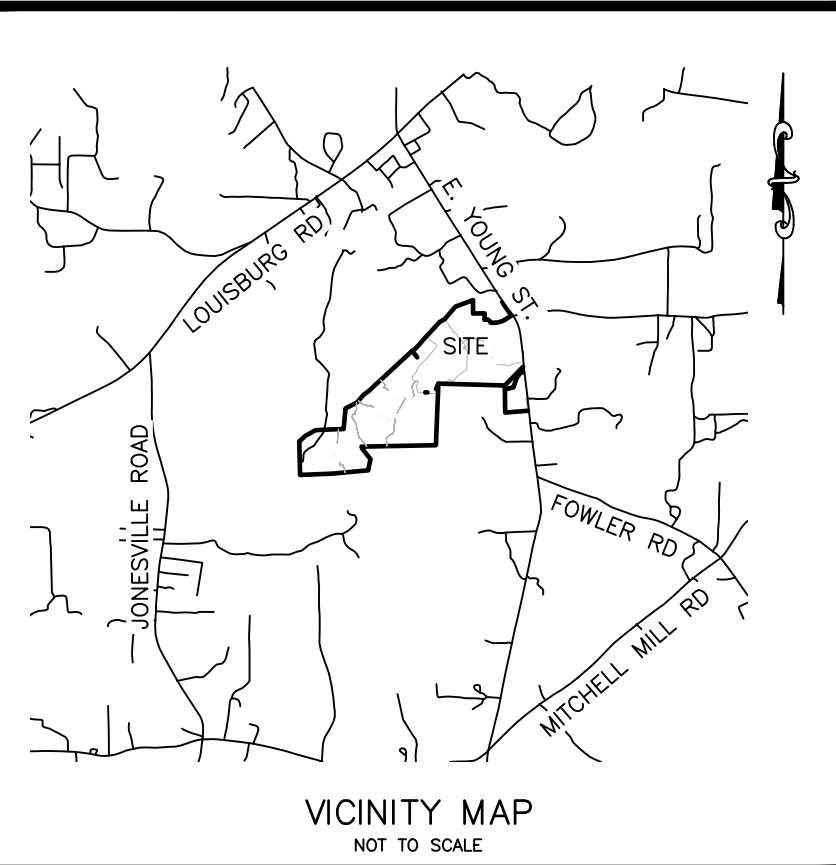 E. YOUNG ST.
LOUISBURG RD
SITE
JONESVILLE ROAD
FOWLER RD
MITCHELL MILL RD
VICINITY MAP
NOT TO SCALE